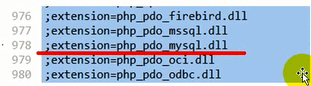 976 ;extension=php_pdo_firebird.dll
977 ;extension=php_pdo_mssql.dll
978 ;extension=php_pdo_mysql.dll
979 ;extension=php_pdo_oci.dll
980 ;extension=php_pdo_odbc.dll